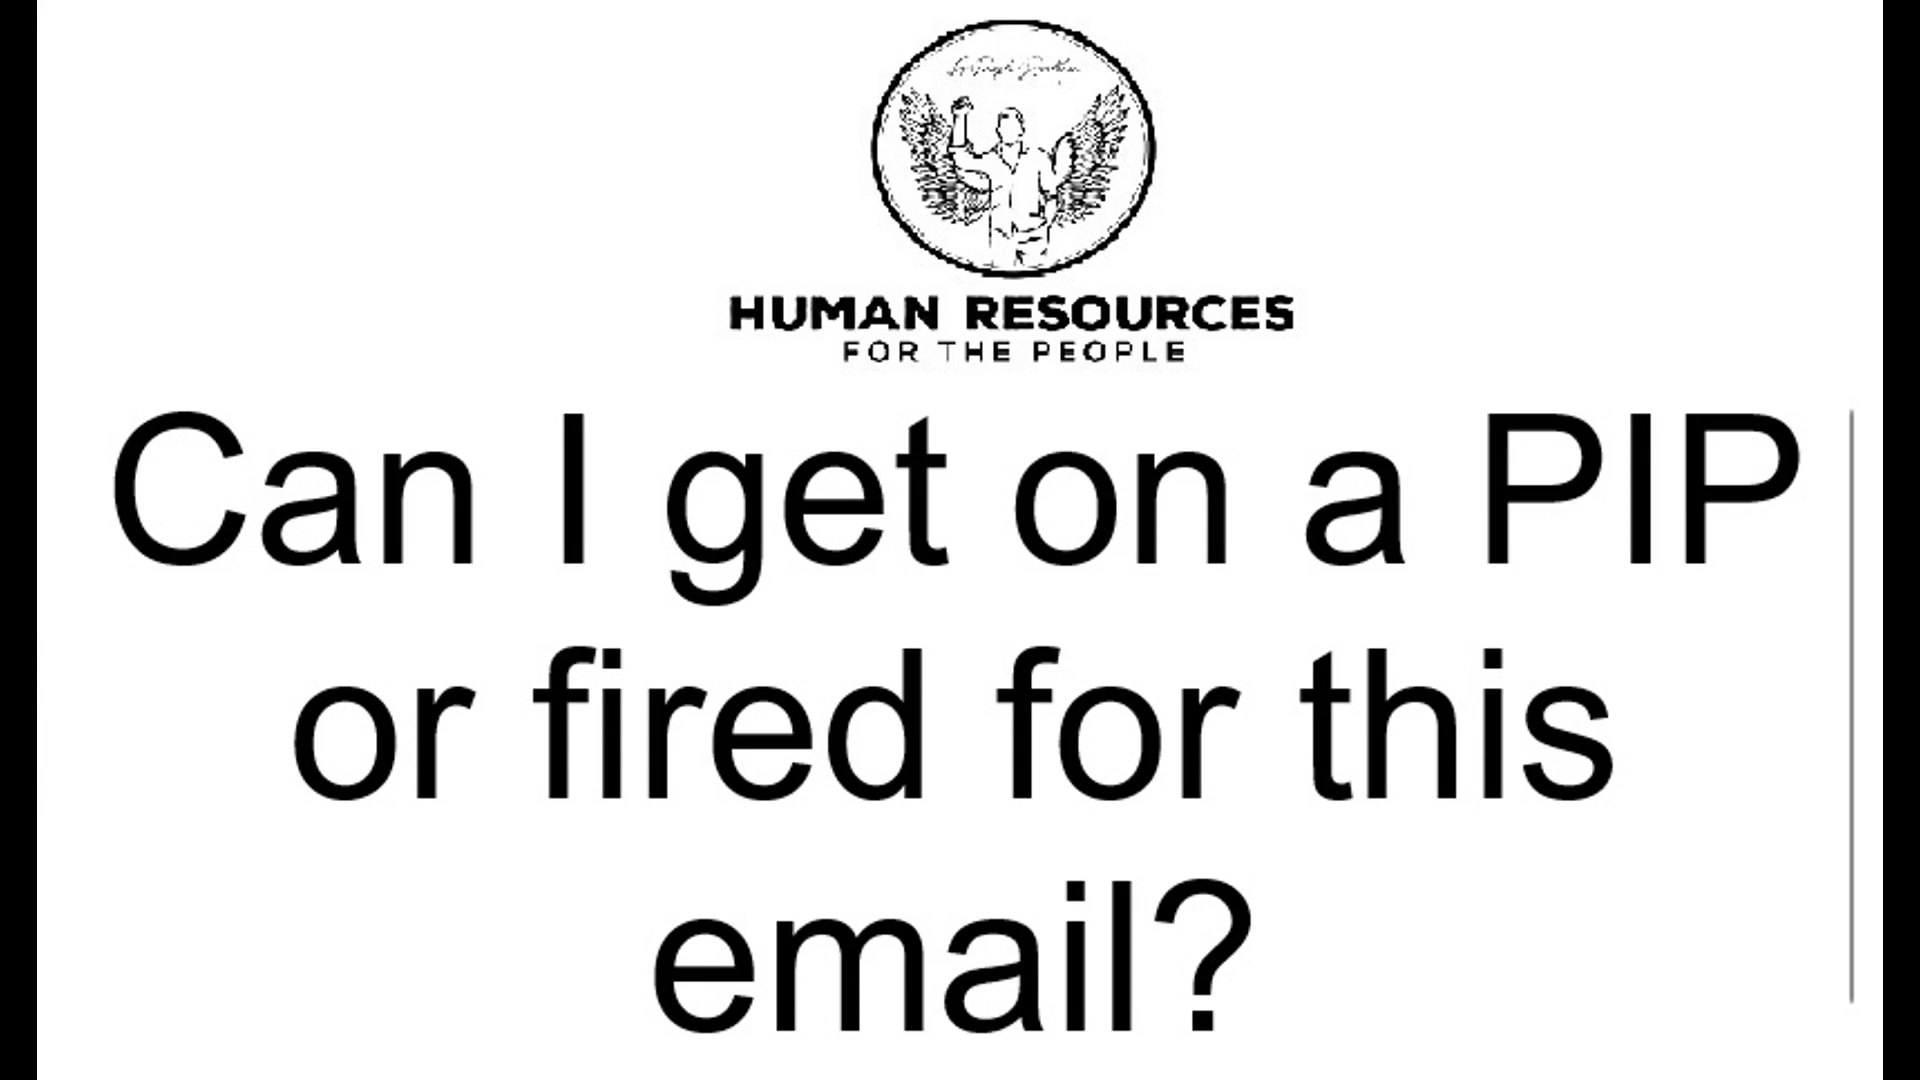 HUMAN RESOURCES
FOR THE PEOPLE
Can I get on a PIP
or fired for this
email?